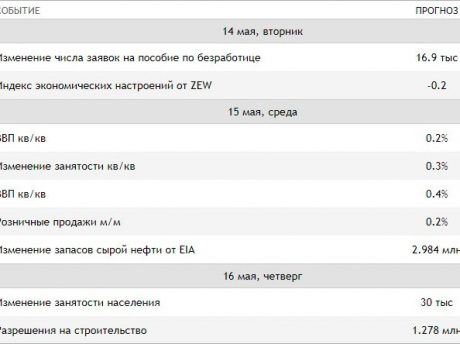 СОБЫТИЕ ПРОГНОЗ
14 мая, вторник
Изменение числа заявок на пособие по безработице 16.9 тыс
Индекс экономических настроений от ZEW -0.2
15 мая, среда
ВВП кв/кв 0.2%
Изменение занятости кв/кв 0.3%
ВВП кв/кв 0.4%
Розничные продажи м/м 0.2%
Изменение запасов сырой нефти от EIA 2.984 млн
16 мая, четверг
Изменение занятости населения 30 тыс
Разрешения на строительство 1.278 млн